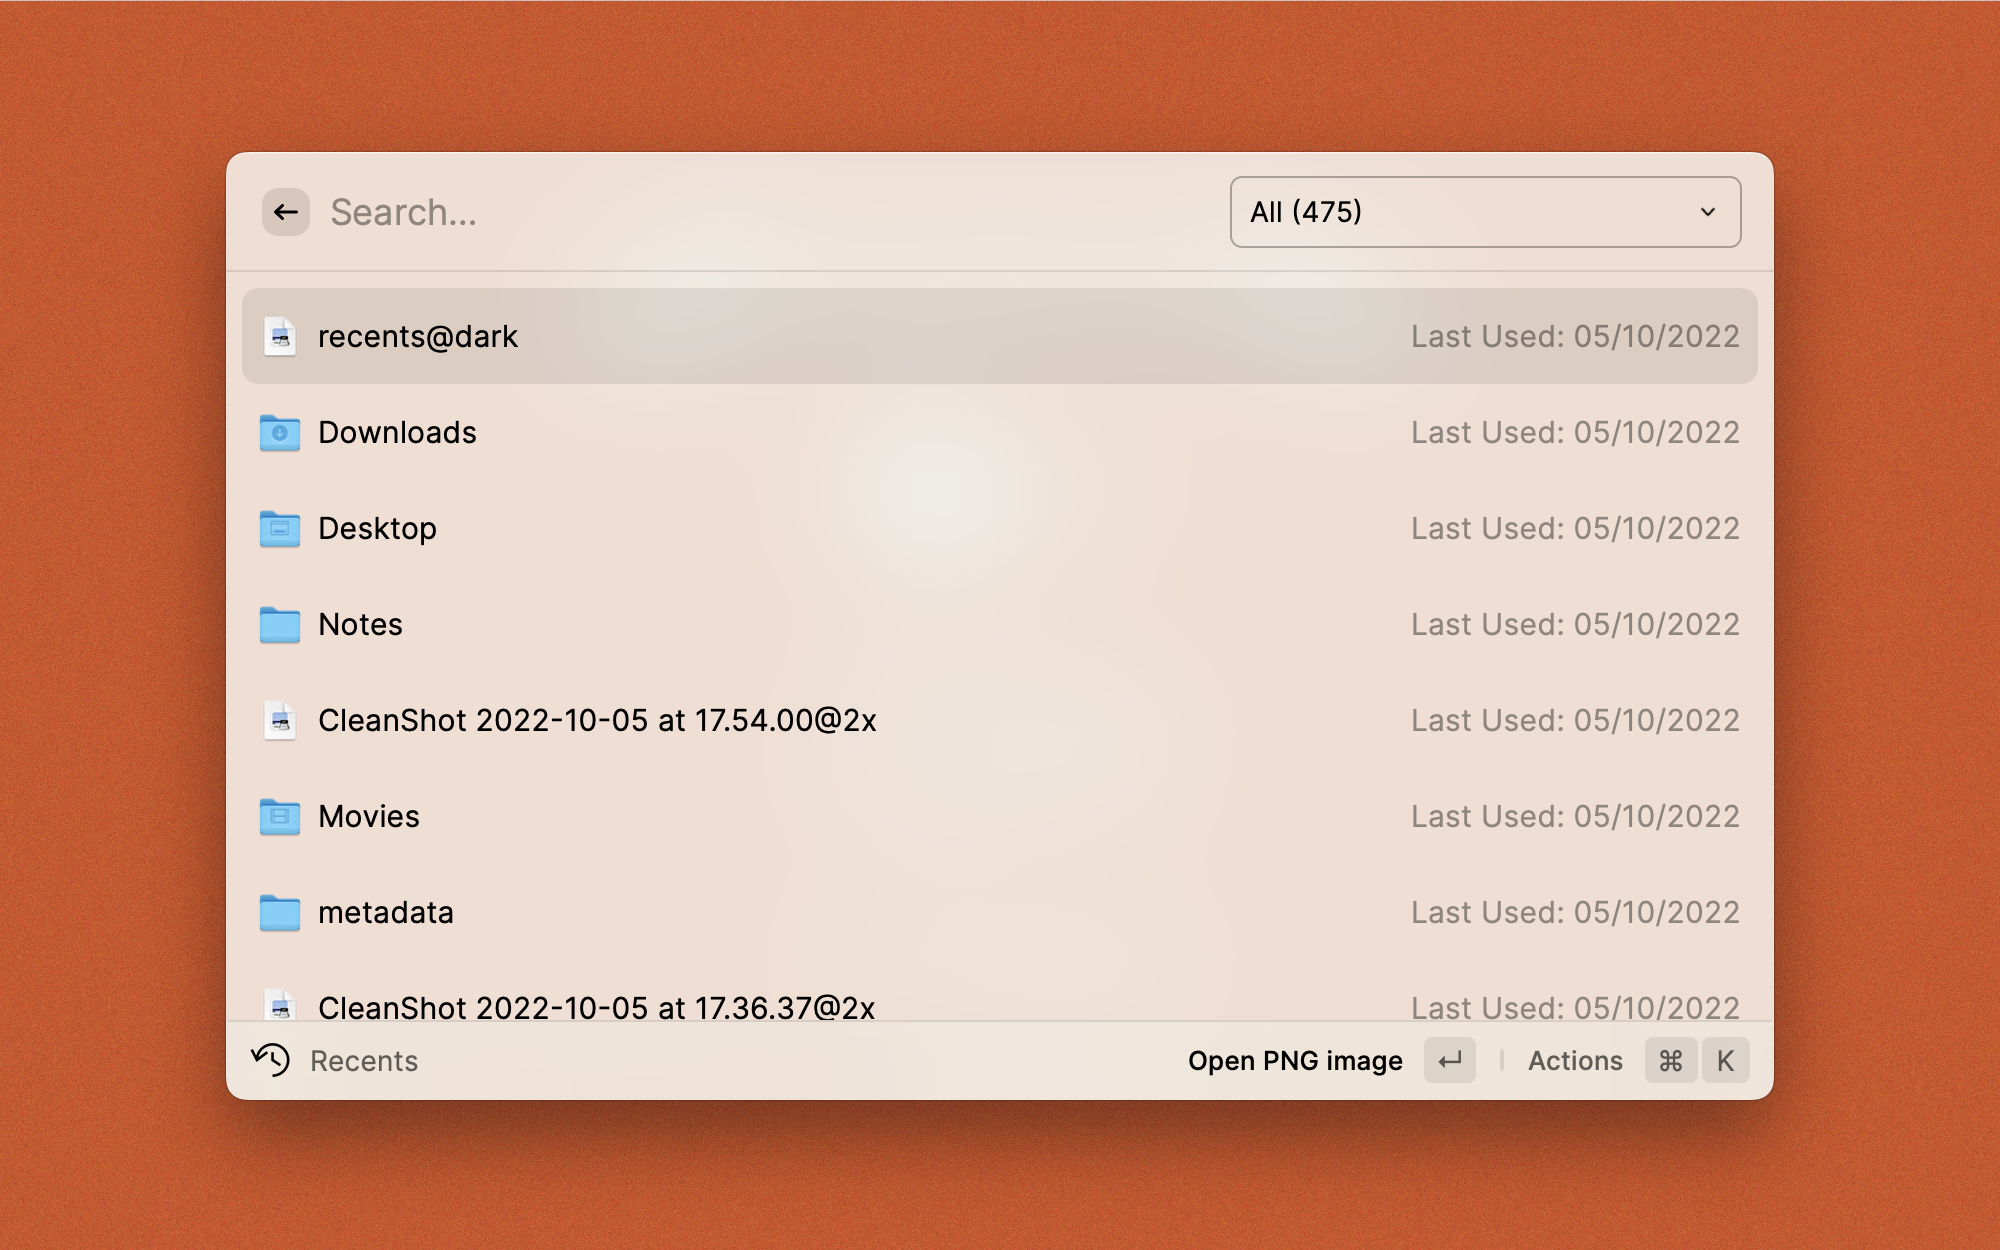 Search...
All (475)
recents@dark Last Used: 05/10/2022
Downloads Last Used: 05/10/2022
Desktop Last Used: 05/10/2022
Notes Last Used: 05/10/2022
CleanShot 2022-10-05 at 17.54.00@2x Last Used: 05/10/2022
Movies Last Used: 05/10/2022
metadata Last Used: 05/10/2022
CleanShot 2022-10-05 at 17.36.37@2x Last Used: 05/10/2022
Recents Open PNG image ↵ Actions ⌘ K